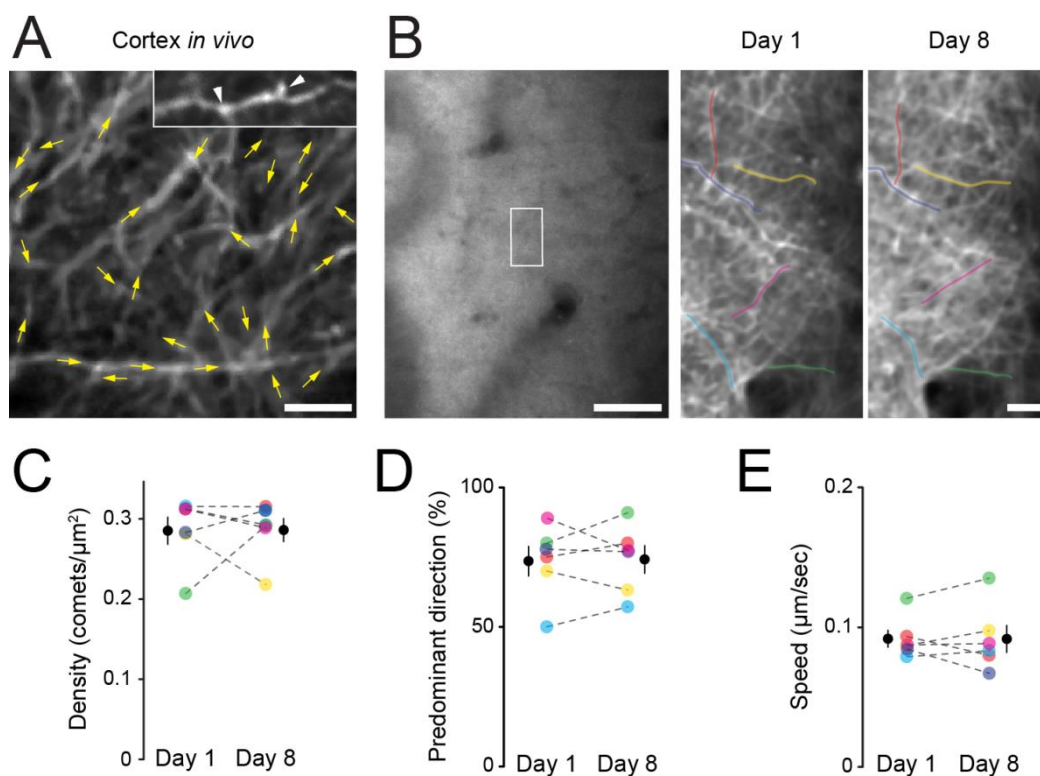 A
Cortex in vivo
B
Day 1
Day 8
C
Density (comets/μm²)
0.3
0.2
0.1
0
Day 1
Day 8
D
Predominant direction (%)
100
50
0
Day 1
Day 8
E
Speed (μm/sec)
0.2
0.1
0
Day 1
Day 8